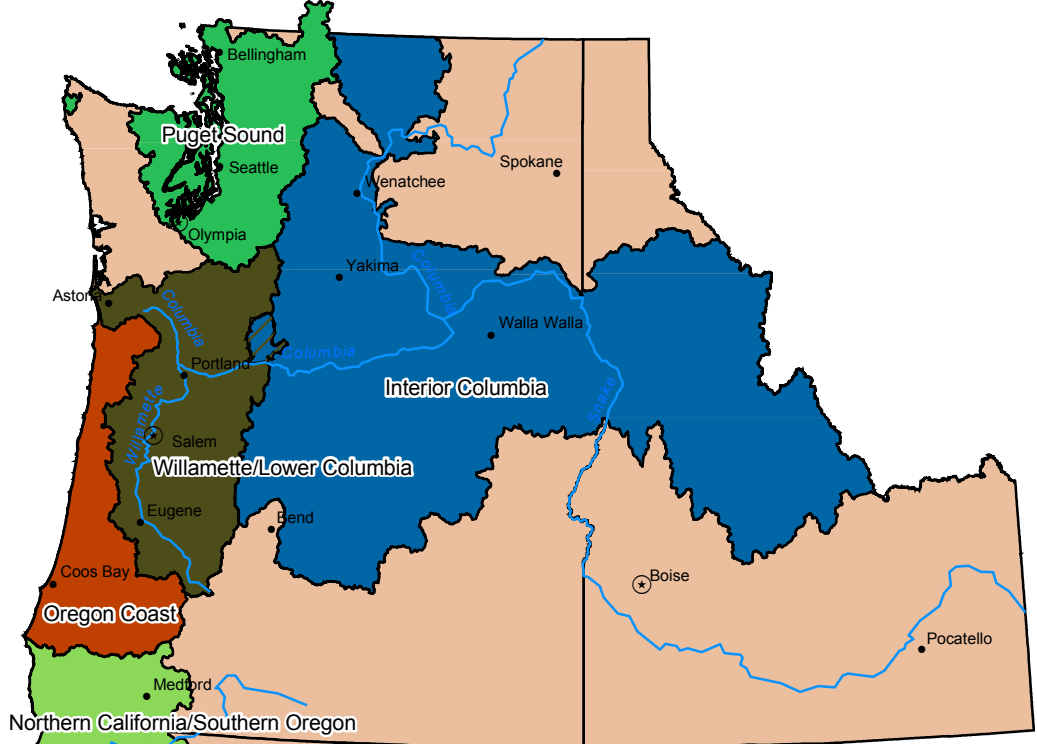 Bellingham
Puget Sound
Seattle
Spokane
Wenatchee
Olympia
Yakima
Columbia
Astoria
Columbia
Walla Walla
Columbia
Portland
Interior Columbia
Snake
Willamette
Salem
Willamette/Lower Columbia
Eugene
Bend
Coos Bay
Boise
Oregon Coast
Pocatello
Medford
Northern California/Southern Oregon